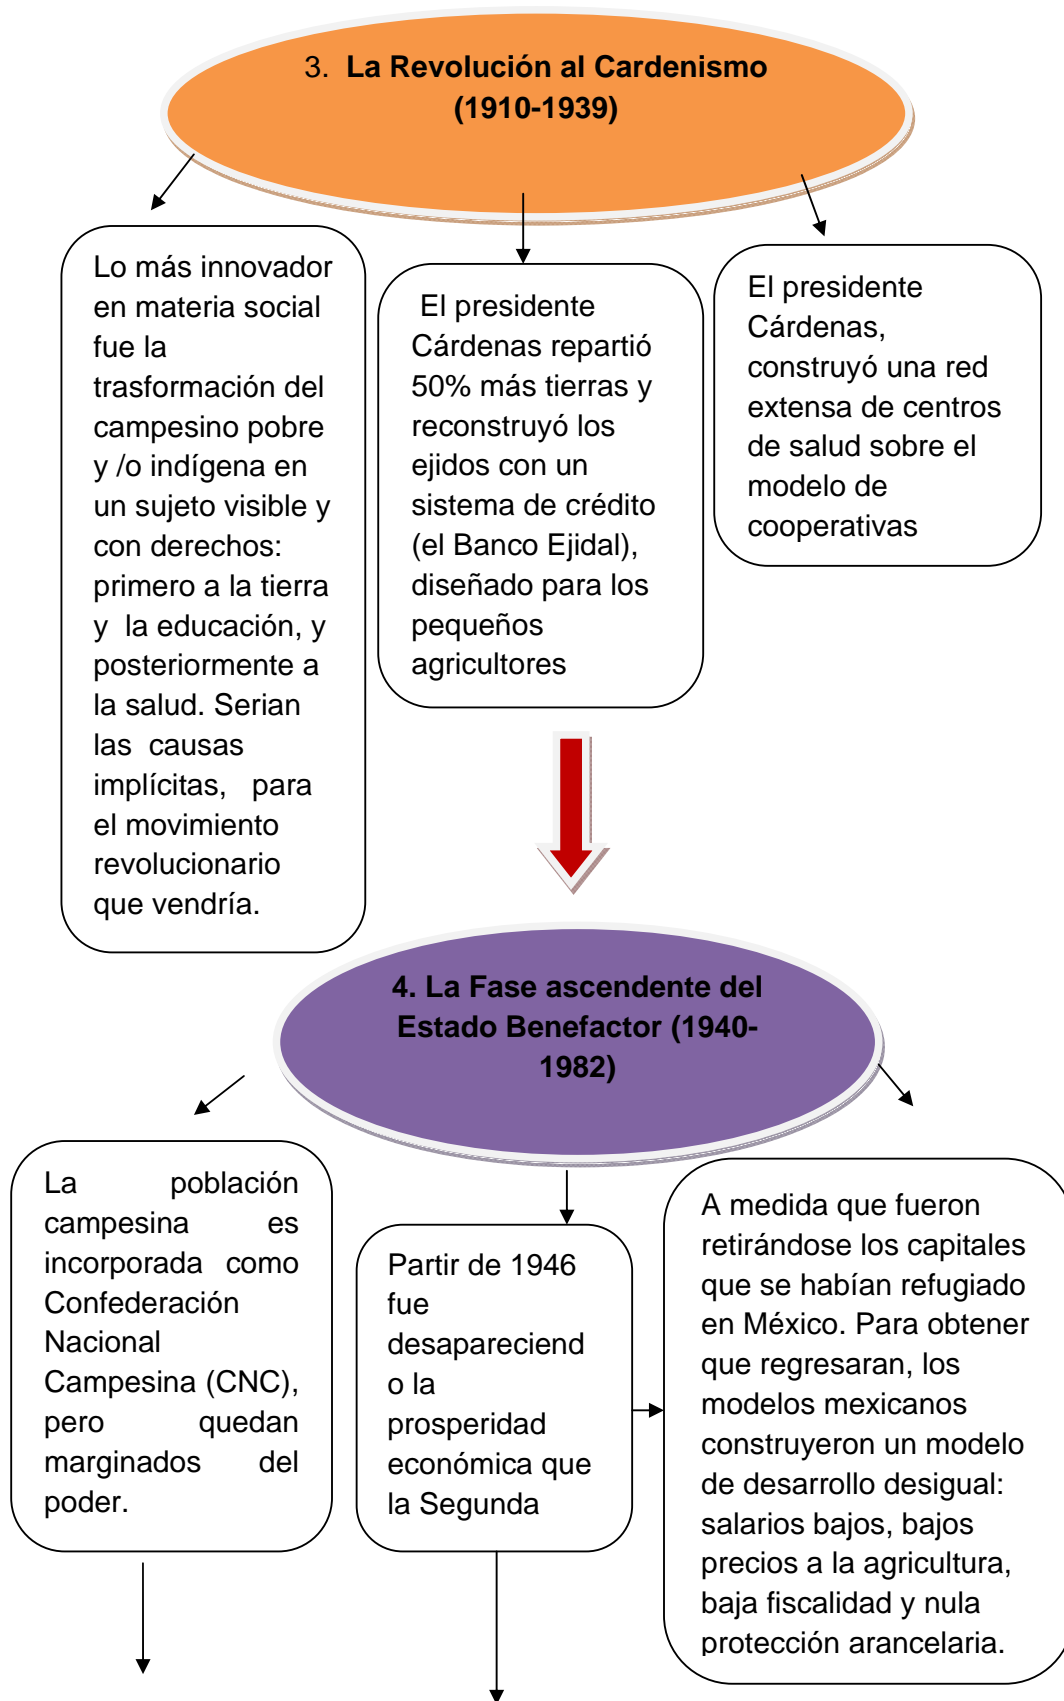 3. La Revolución al Cardenismo
(1910-1939)
Lo más innovador
en materia social
fue la
trasformación del
campesino pobre
y /o indígena en
un sujeto visible y
con derechos:
primero a la tierra
y la educación, y
posteriormente a
la salud. Serian
las causas
implícitas, para
el movimiento
revolucionario
que vendría.
El presidente
Cárdenas repartió
50% más tierras y
reconstruyó los
ejidos con un
sistema de crédito
(el Banco Ejidal),
diseñado para los
pequeños
agricultores
El presidente
Cárdenas,
construyó una red
extensa de centros
de salud sobre el
modelo de
cooperativas
4. La Fase ascendente del
Estado Benefactor (1940-
1982)
La población
campesina es
incorporada como
Confederación
Nacional
Campesina (CNC),
pero quedan
marginados del
poder.
Partir de 1946
fue
desapareciend
o la
prosperidad
económica que
la Segunda
A medida que fueron
retirándose los capitales
que se habían refugiado
en México. Para obtener
que regresaran, los
modelos mexicanos
construyeron un modelo
de desarrollo desigual:
salarios bajos, bajos
precios a la agricultura,
baja fiscalidad y nula
protección arancelaria.